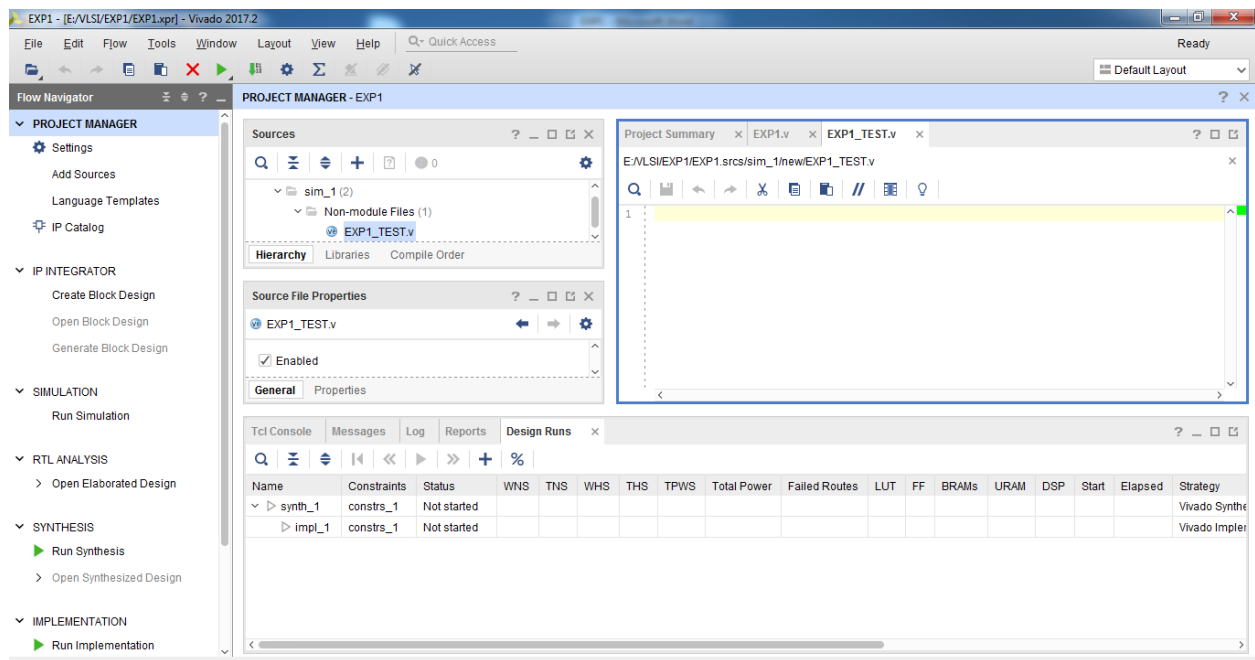 EXP1 - [E:/VLSI/EXP1/EXP1.xpr] - Vivado 2017.2
File Edit Flow Tools Window Layout View Help Quick Access Ready
Default Layout
Flow Navigator
PROJECT MANAGER - EXP1
PROJECT MANAGER
Settings
Add Sources
Language Templates
IP Catalog
IP INTEGRATOR
Create Block Design
Open Block Design
Generate Block Design
SIMULATION
Run Simulation
RTL ANALYSIS
Open Elaborated Design
SYNTHESIS
Run Synthesis
Open Synthesized Design
IMPLEMENTATION
Run Implementation
Sources
0
sim_1 (2)
Non-module Files (1)
EXP1_TEST.v
Hierarchy Libraries Compile Order
Source File Properties
EXP1_TEST.v
Enabled
General Properties
Project Summary EXP1.v EXP1_TEST.v
E:/VLSI/EXP1/EXP1.srcs/sim_1/new/EXP1_TEST.v
1
Tcl Console Messages Log Reports Design Runs
Name Constraints Status WNS TNS WHS THS TPWS Total Power Failed Routes LUT FF BRAMs URAM DSP Start Elapsed Strategy
synth_1 constrs_1 Not started Vivado Synthe
impl_1 constrs_1 Not started Vivado Impler